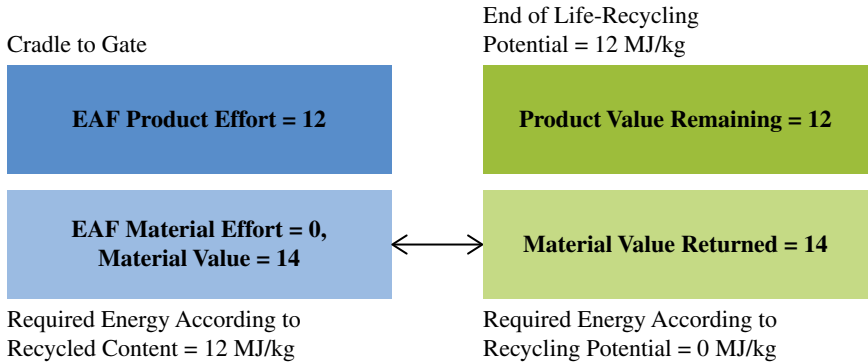 Cradle to Gate
End of Life-Recycling
Potential = 12 MJ/kg
EAF Product Effort = 12
Product Value Remaining = 12
EAF Material Effort = 0,
Material Value = 14
Material Value Returned = 14
Required Energy According to
Recycled Content = 12 MJ/kg
Required Energy According to
Recycling Potential = 0 MJ/kg